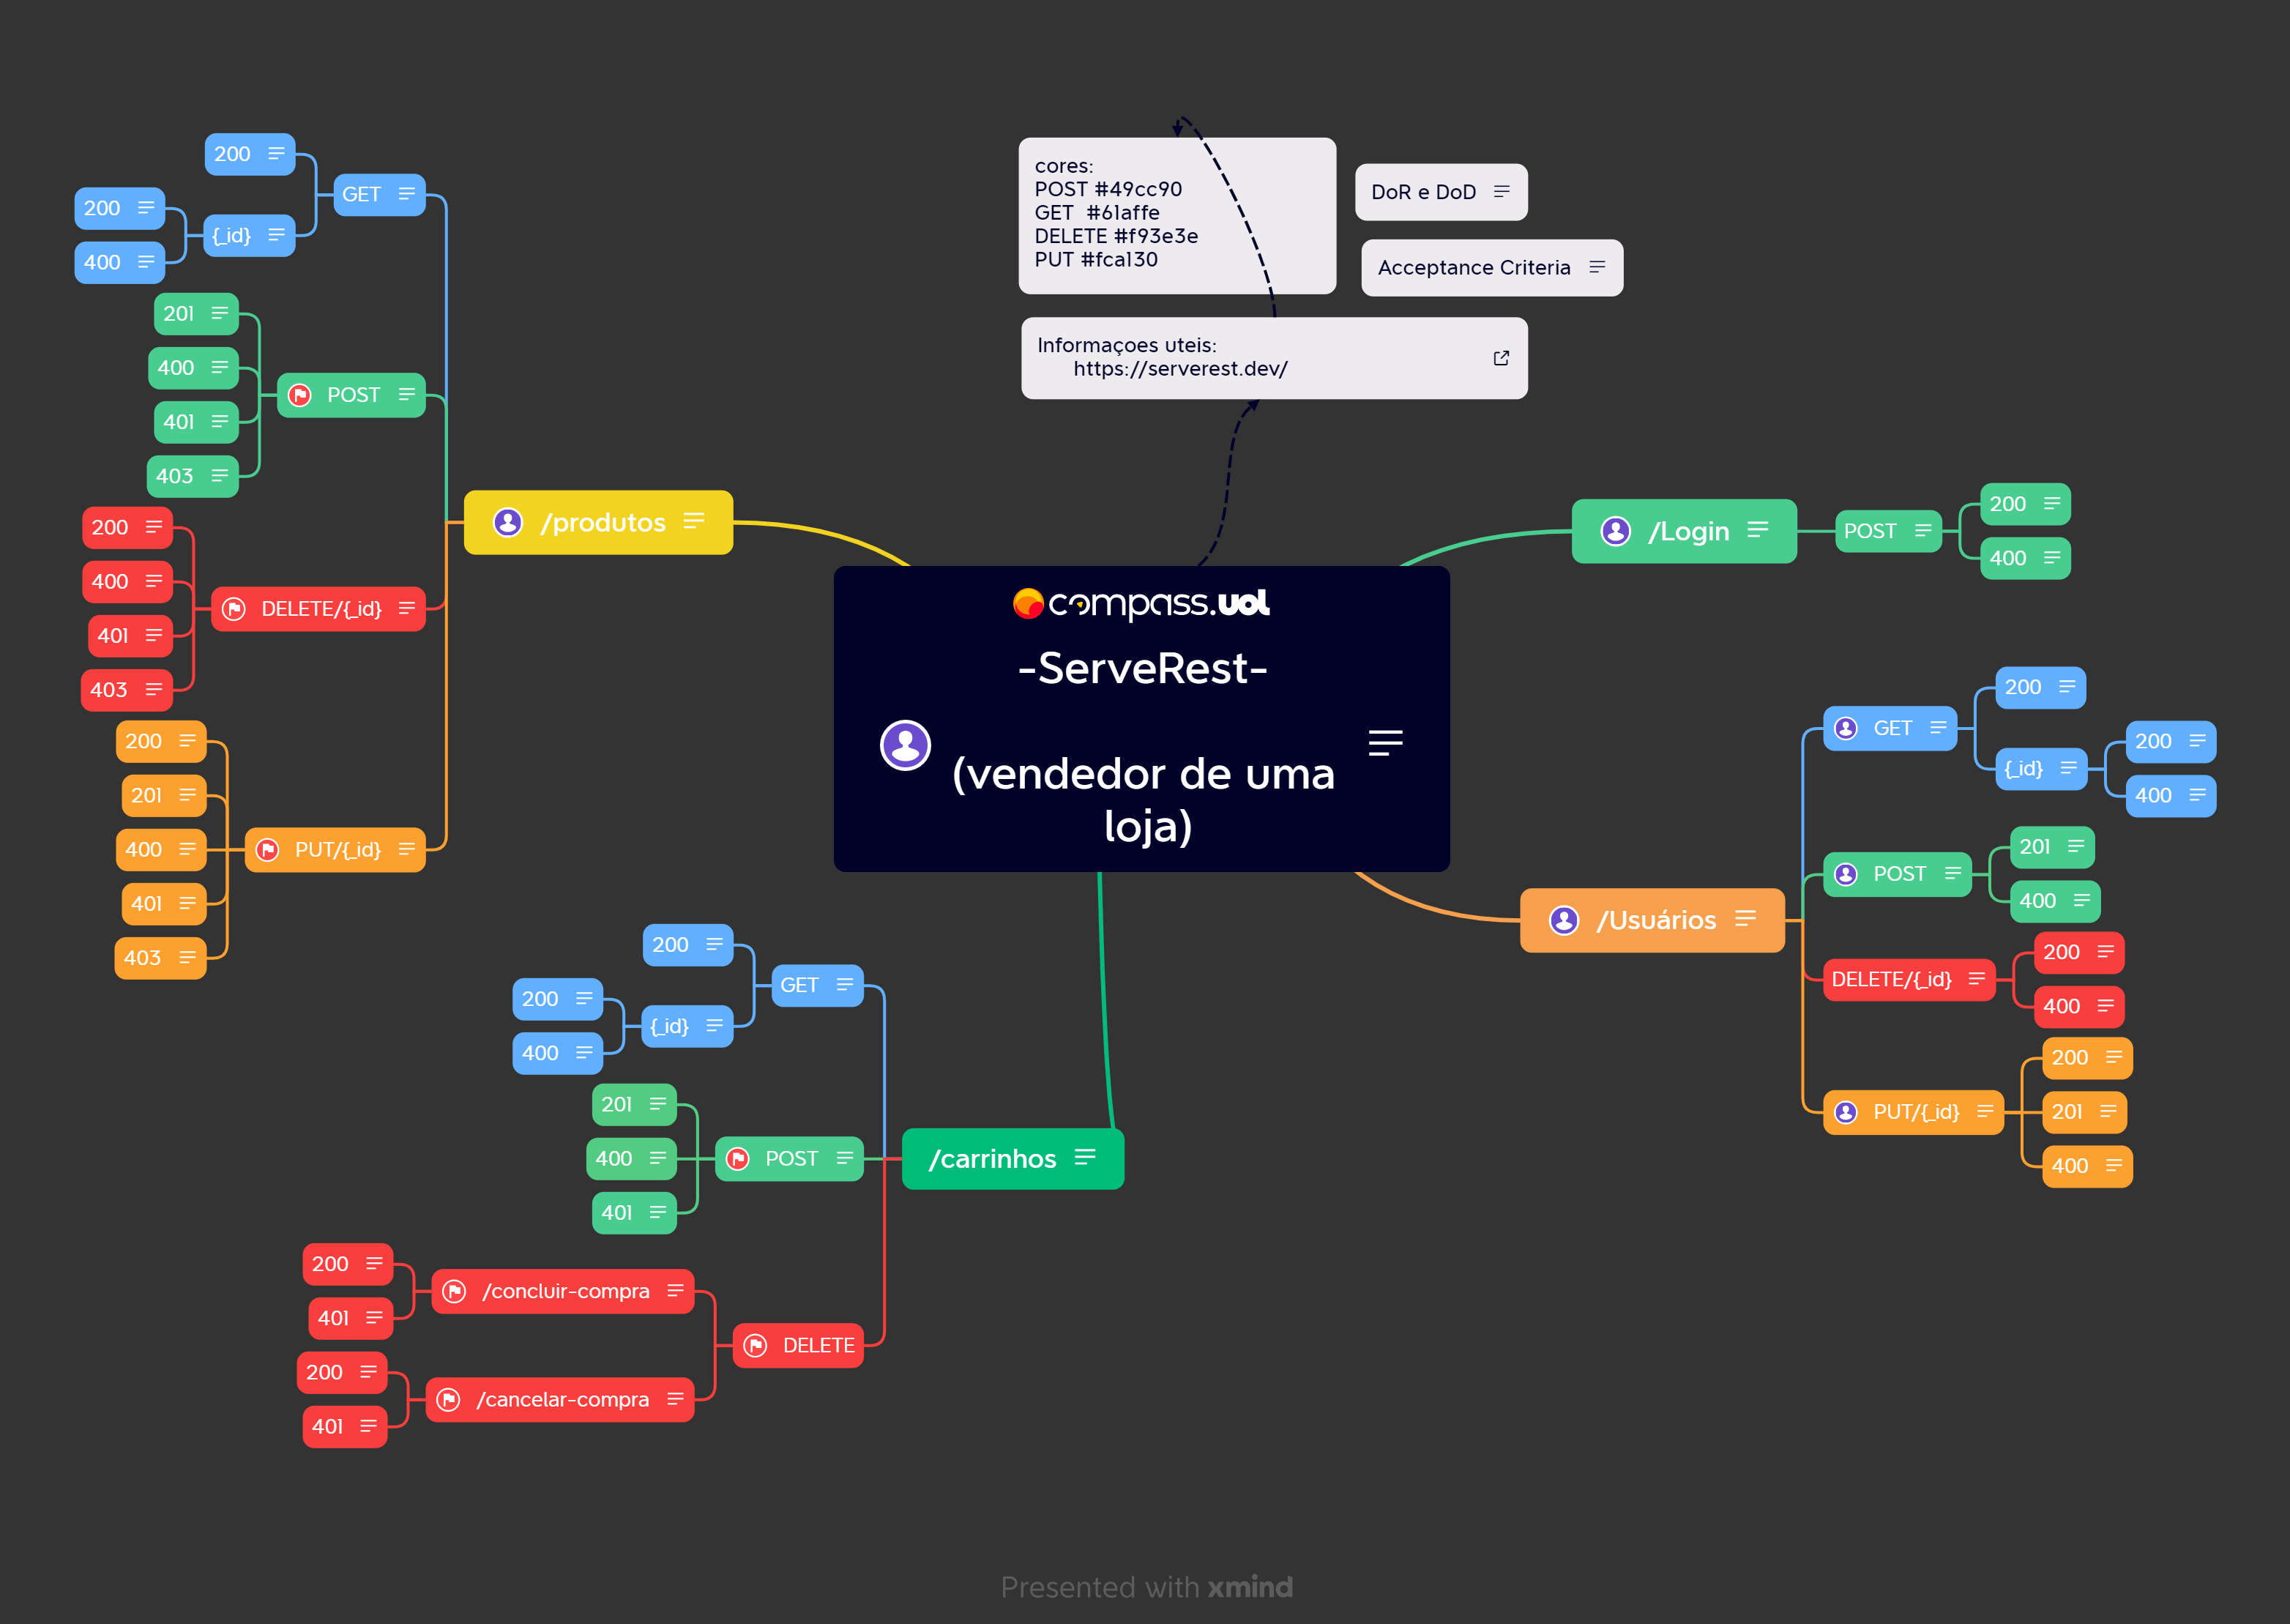 cores:
POST #49cc90
GET #61affe
DELETE #f93e3e
PUT #fca130
DoR e DoD
Acceptance Criteria
Informaçoes uteis:
https://serverest.dev/
compass.uol
-ServeRest-
(vendedor de uma
loja)
/produtos
GET
200
{_id}
200
400
POST
201
400
401
403
DELETE/{_id}
200
400
401
403
PUT/{_id}
200
201
400
401
403
/Login
POST
200
400
/Usuários
GET
200
{_id}
200
400
POST
201
400
DELETE/{_id}
200
400
PUT/{_id}
200
201
400
/carrinhos
GET
200
{_id}
200
400
POST
201
400
401
DELETE
/concluir-compra
200
401
/cancelar-compra
200
401
Presented with xmind